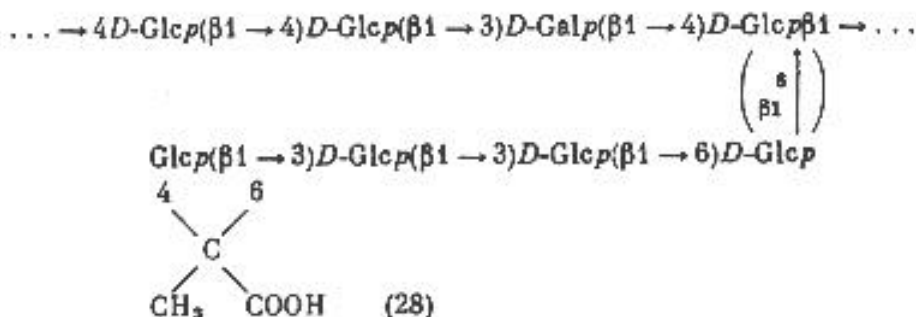 ... → 4D-Glcp(β1 → 4)D-Glcp(β1 → 3)D-Galp(β1 → 4)D-Glcpβ1 → ...
6
β1
Glcp(β1 → 3)D-Glcp(β1 → 3)D-Glcp(β1 → 6)D-Glcp
4 6
C
CH₃ COOH (28)